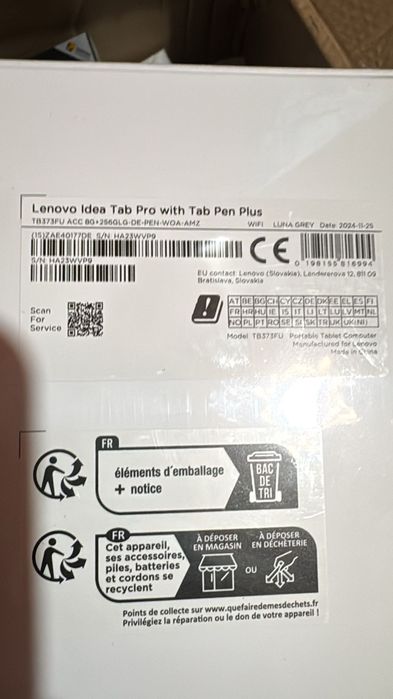 Lenovo Idea Tab Pro with Tab Pen Plus
TB373FU ACC 8G+256GLG-DE-PEN-WOA-AMZ WIFI LUNA GREY Date: 2024-11-25
(1S)ZAE40177DE S/N HA23WVP9
S/N: HA23WVP9
CE
0 198155 816994
EU contact: Lenovo (Slovakia), Landererova 12, 811 09
Bratislava, Slovakia
Scan
For
Service
AT BE BG CH CY CZ DE DK EE EL ES FI
FR HR HU IE IS IT LI LT LU LV MT NL
NO PL PT RO SE SI SK TR UK UK(NI)
Model: TB373FU Portable Tablet Computer
Manufactured for Lenovo
Made in China
FR
éléments d'emballage
+ notice
BAC
DE
TRI
FR
Cet appareil,
ses accessoires,
piles, batteries
et cordons se
recyclent
À DÉPOSER
EN MAGASIN
OU
À DÉPOSER
EN DÉCHÈTERIE
Points de collecte sur www.quefairedemesdechets.fr
Privilégiez la réparation ou le don de votre appareil !